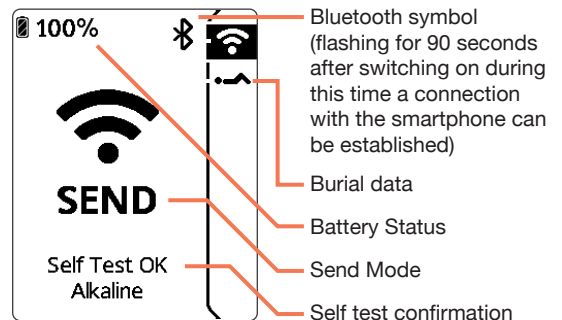 100%
SEND
Self Test OK
Alkaline
Bluetooth symbol
(flashing for 90 seconds
after switching on during
this time a connection
with the smartphone can
be established)
Burial data
Battery Status
Send Mode
Self test confirmation